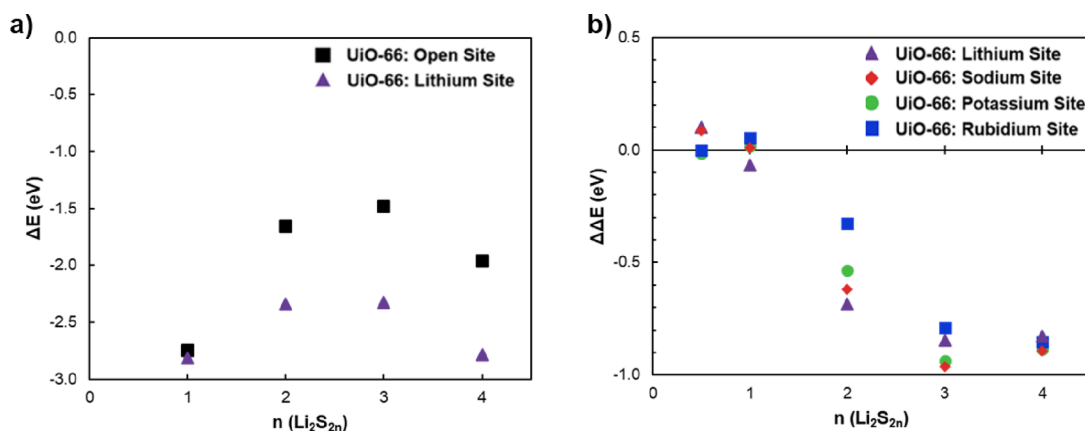 a)
0.0
-0.5
-1.0
-1.5
-2.0
-2.5
-3.0
ΔE (eV)
0 1 2 3 4
n (Li₂S₂ₙ)
UiO-66: Open Site
UiO-66: Lithium Site
b)
0.5
0.0
-0.5
-1.0
ΔΔE (eV)
0 1 2 3 4
n (Li₂S₂ₙ)
UiO-66: Lithium Site
UiO-66: Sodium Site
UiO-66: Potassium Site
UiO-66: Rubidium Site